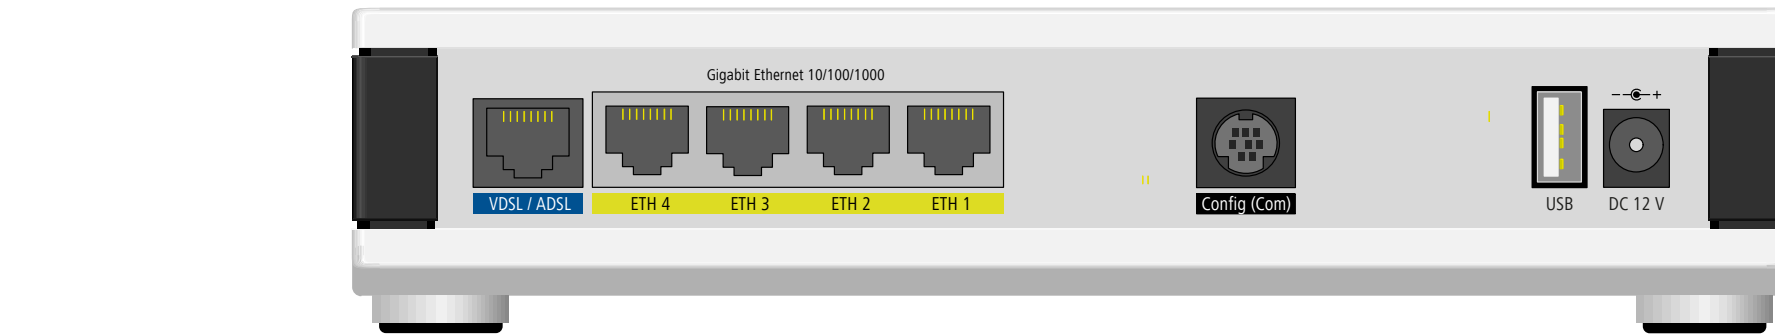 Gigabit Ethernet 10/100/1000
VDSL / ADSL
ETH 4
ETH 3
ETH 2
ETH 1
Config (Com)
USB
DC 12 V